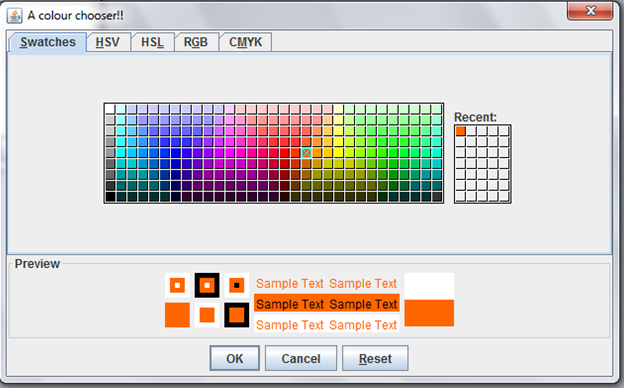 A colour chooser!!
Swatches HSV HSL RGB CMYK
Recent:
Preview
Sample Text Sample Text
Sample Text Sample Text
Sample Text Sample Text
OK Cancel Reset